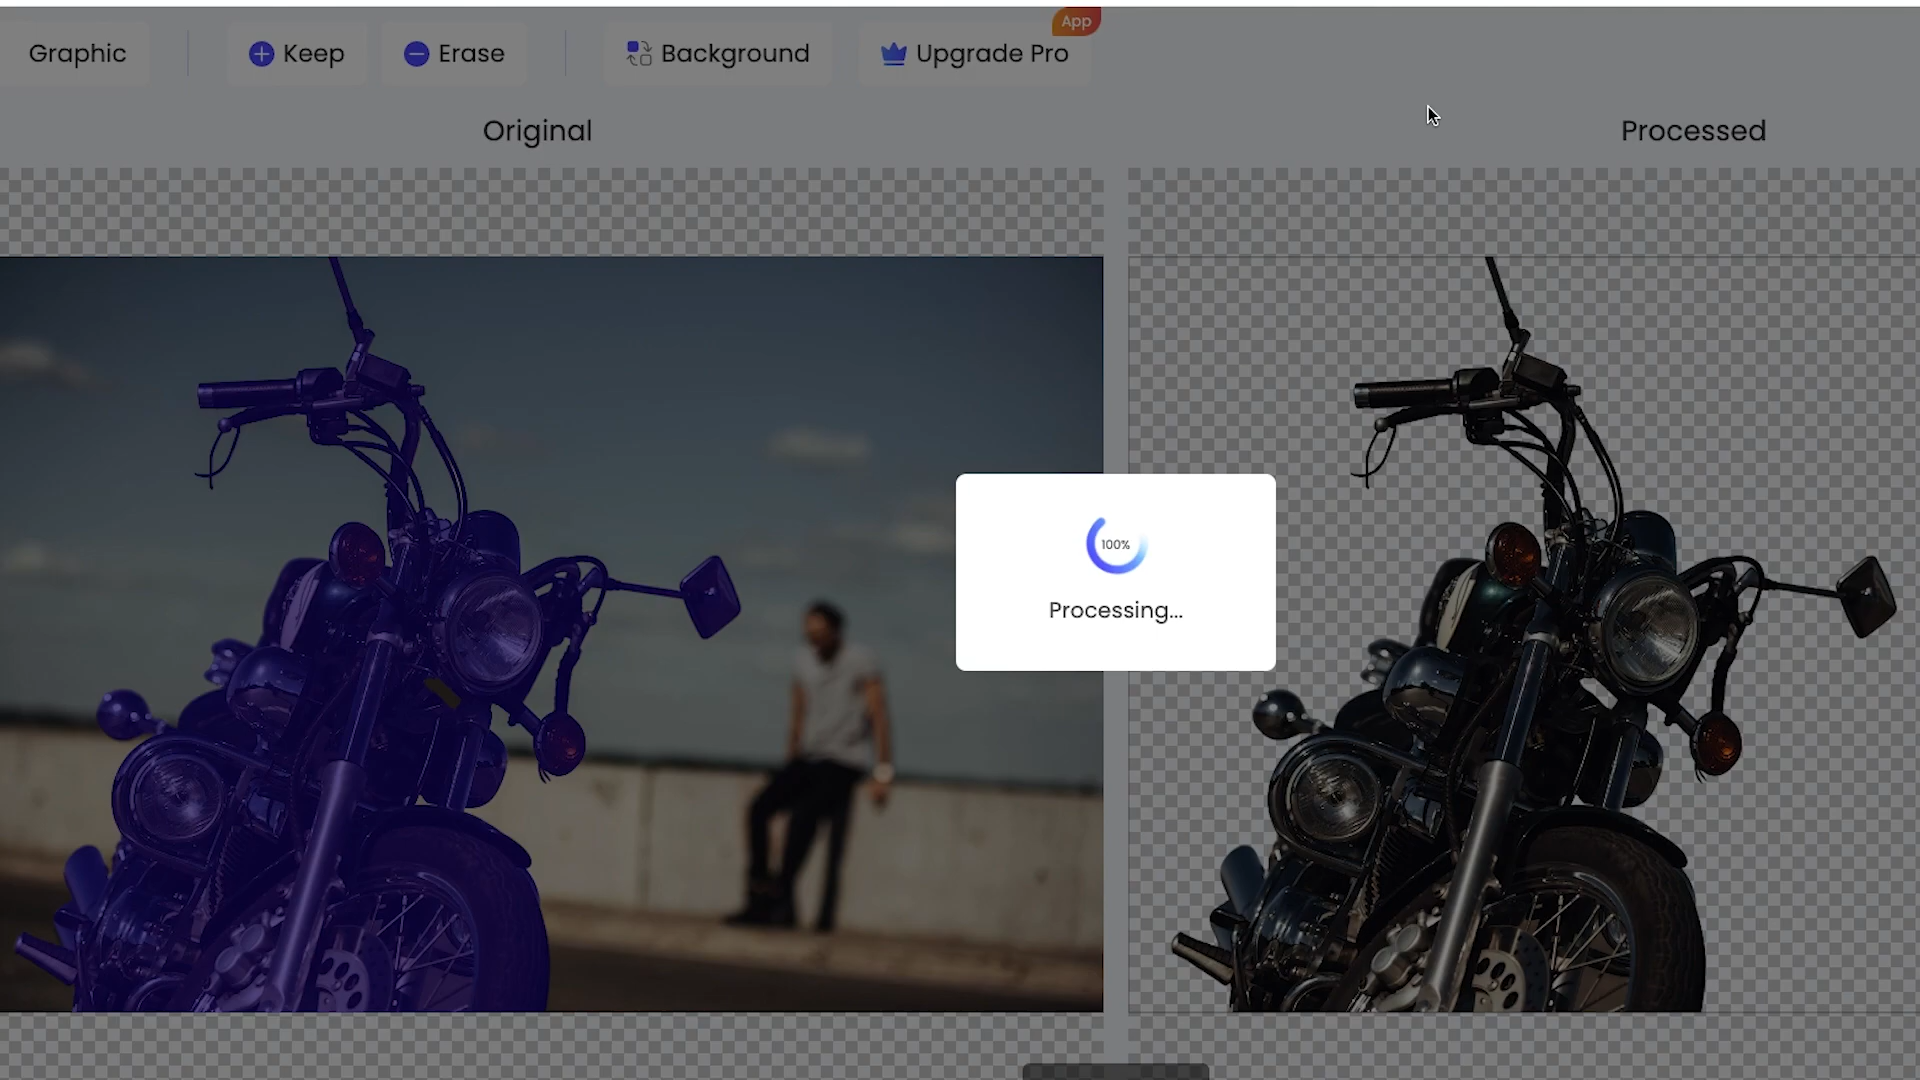 App
Graphic Keep Erase Background Upgrade Pro
Original Processed
100%
Processing...